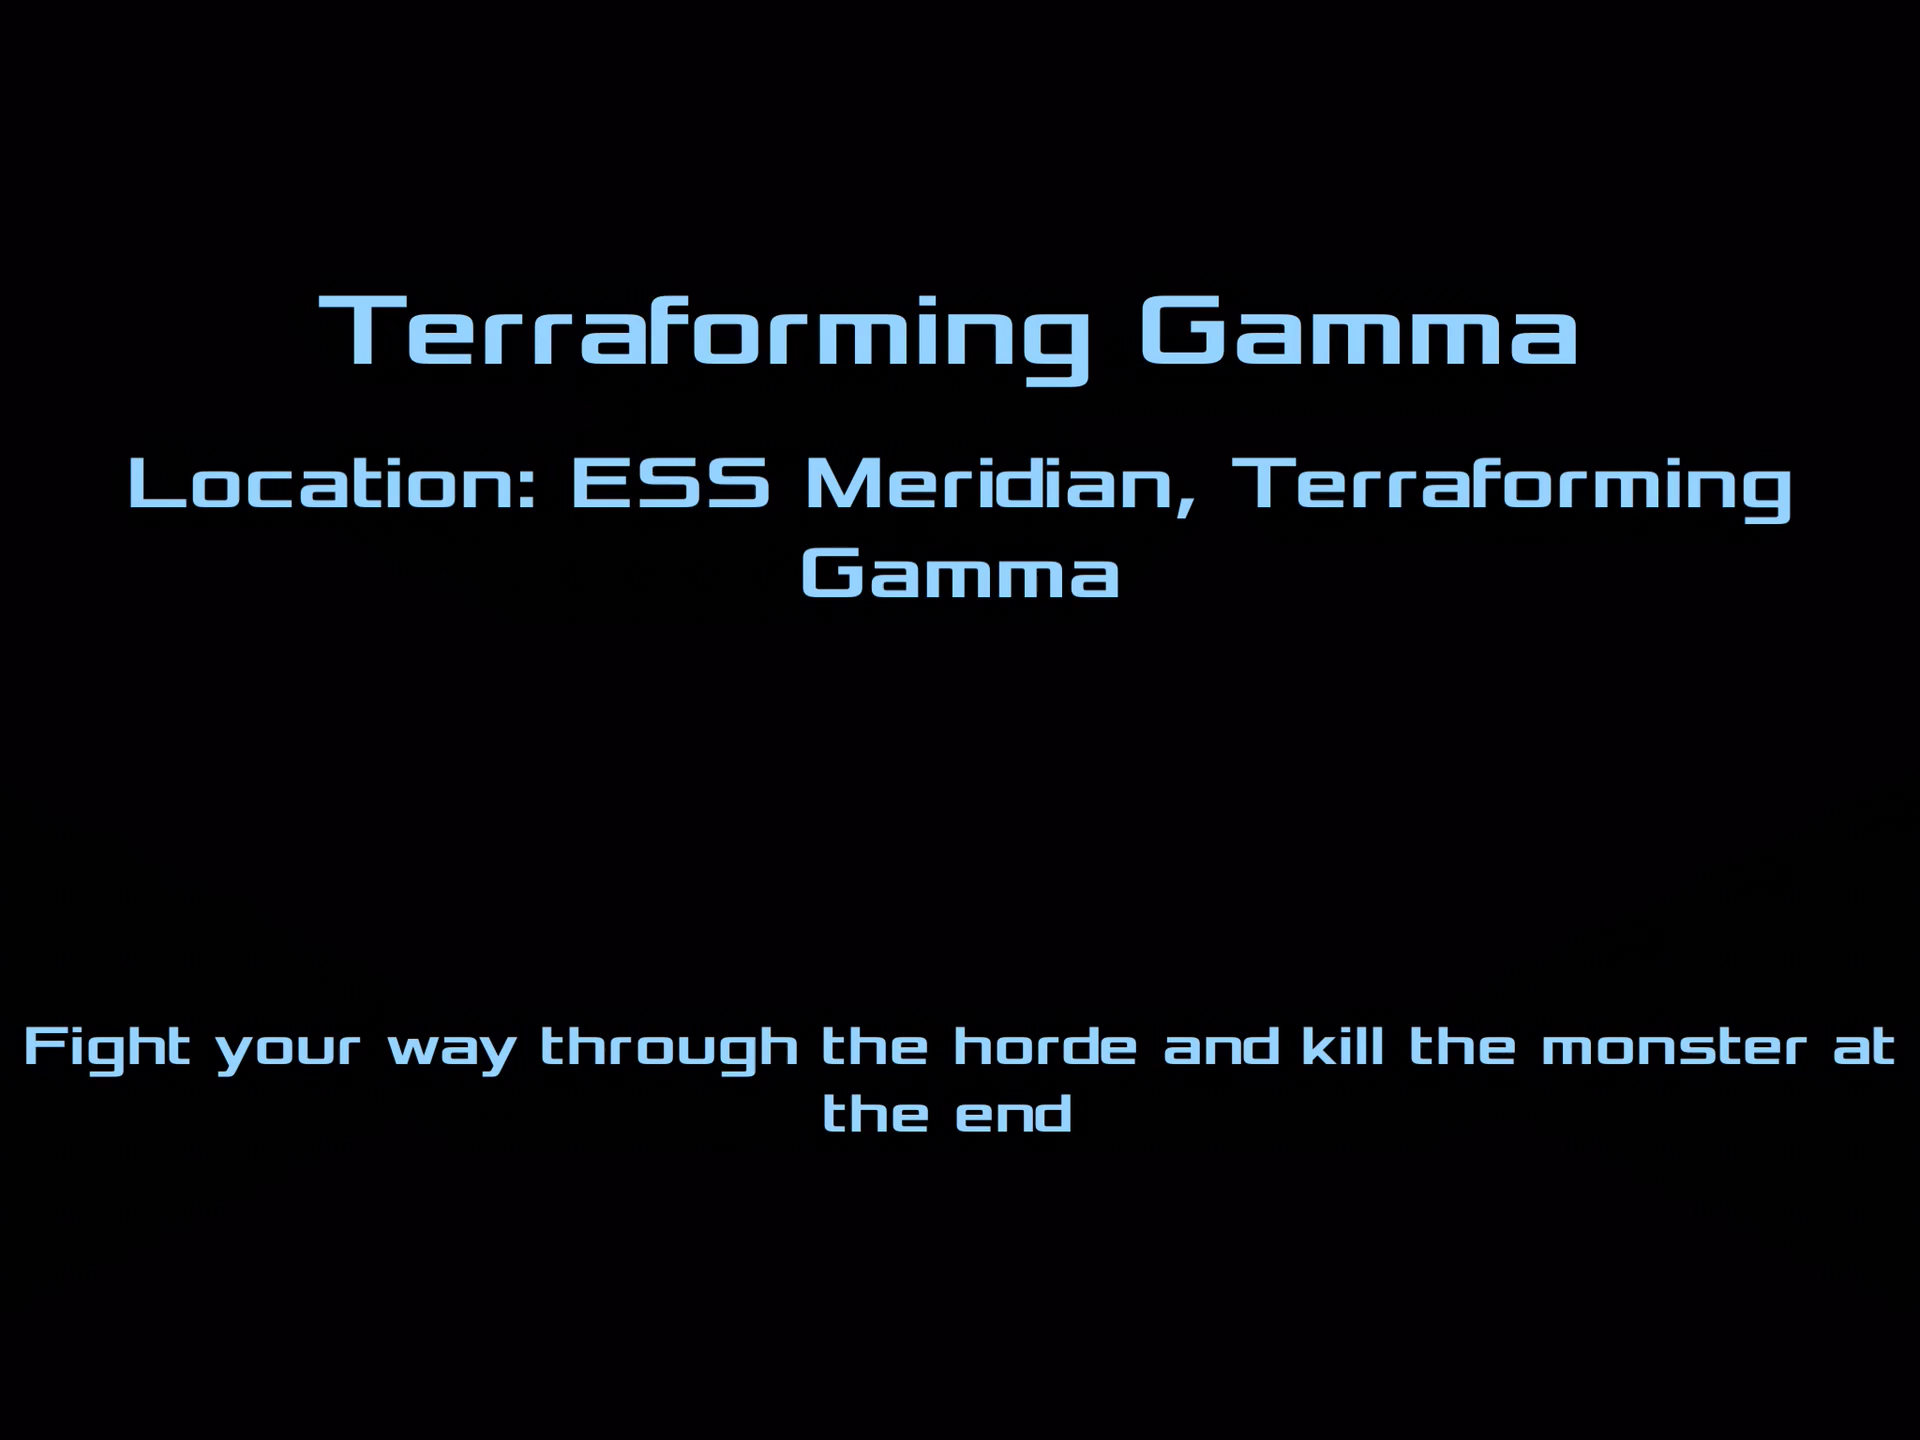 Terraforming Gamma
Location: ESS Meridian, Terraforming
Gamma
Fight your way through the horde and kill the monster at
the end